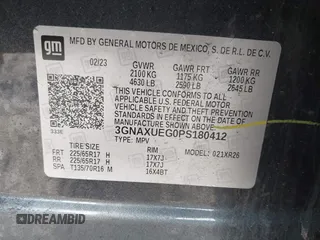 gm
MFD BY GENERAL MOTORS DE MEXICO, S. DE R.L. DE C.V.
02/23 GVWR GAWR FRT GAWR RR
2100 KG 1175 KG 1200 KG
4630 LB 2590 LB 2645 LB
THIS VEHICLE CONFORMS TO ALL APPLICABLE U.S.
FEDERAL MOTOR VEHICLE
SAFETY AND THEFT PREVENTION
STANDARDS IN EFFECT ON THE DATE OF
MANUFACTURE SHOWN ABOVE.
3GNAXUEG0PS180412
TYPE: MPV
TIRE SIZE RIM MODEL:
FRT 225/65R17 H 17X7J
RR 225/65R17 H 17X7J
SPA T135/70R16 M 16X4BT
DREAMBID
dreambid.com